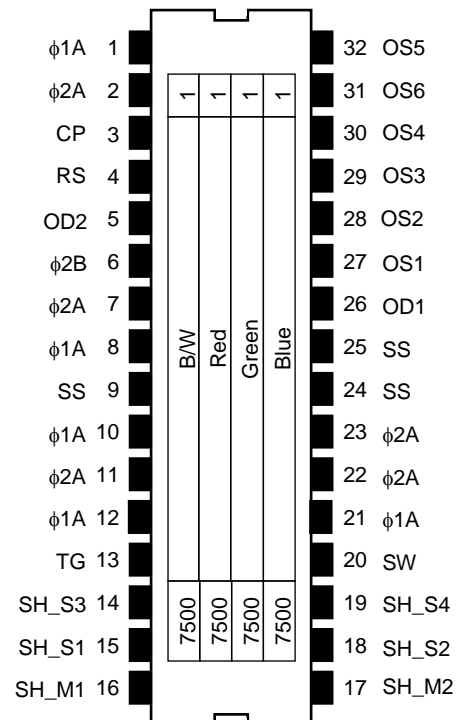 ϕ1A 1
ϕ2A 2
CP 3
RS 4
OD2 5
ϕ2B 6
ϕ2A 7
ϕ1A 8
SS 9
ϕ1A 10
ϕ2A 11
ϕ1A 12
TG 13
SH_S3 14
SH_S1 15
SH_M1 16
1 1 1 1
B/W Red Green Blue
7500 7500 7500 7500
32 OS5
31 OS6
30 OS4
29 OS3
28 OS2
27 OS1
26 OD1
25 SS
24 SS
23 ϕ2A
22 ϕ2A
21 ϕ1A
20 SW
19 SH_S4
18 SH_S2
17 SH_M2